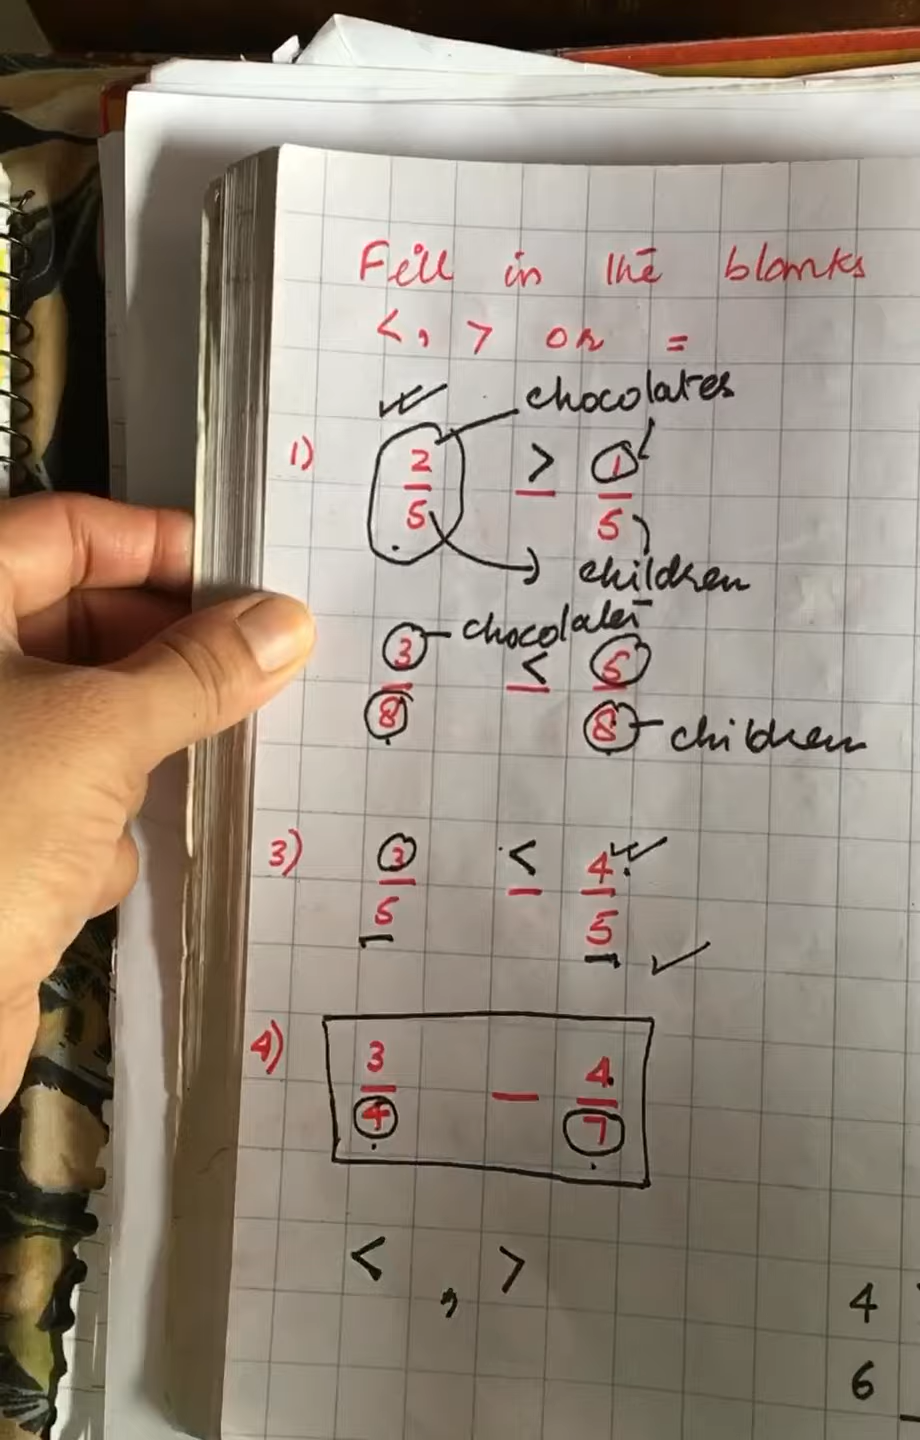 Fill in the blanks
<, > or =
chocolates
1) 2/5 > 1/5
children
chocolates
3/8 < 5/8
children
3) 3/5 < 4/5
4) 3/4 _ 4/7
< , >
4
6